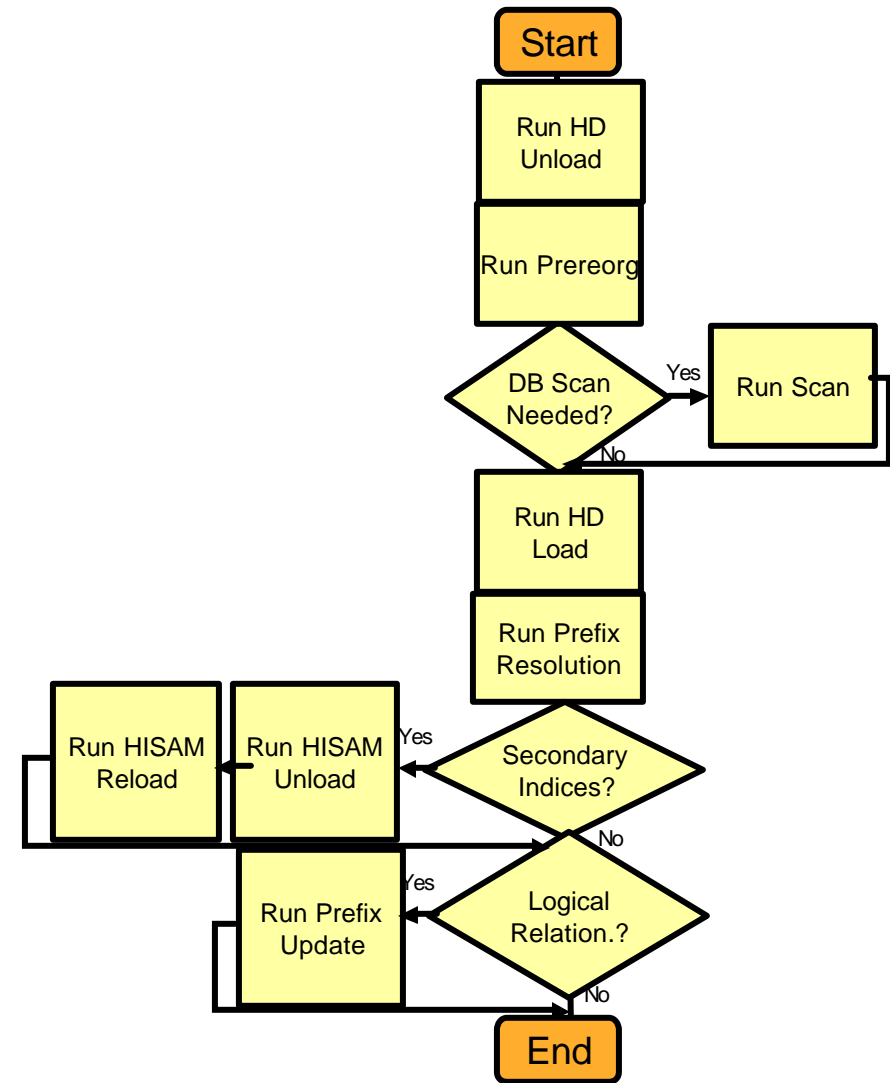 Start
Run HD
Unload
Run Prereorg
DB Scan
Needed?
Yes
Run Scan
No
Run HD
Load
Run Prefix
Resolution
Secondary
Indices?
Yes
Run HISAM
Unload
Run HISAM
Reload
No
Logical
Relation.?
Yes
Run Prefix
Update
No
End